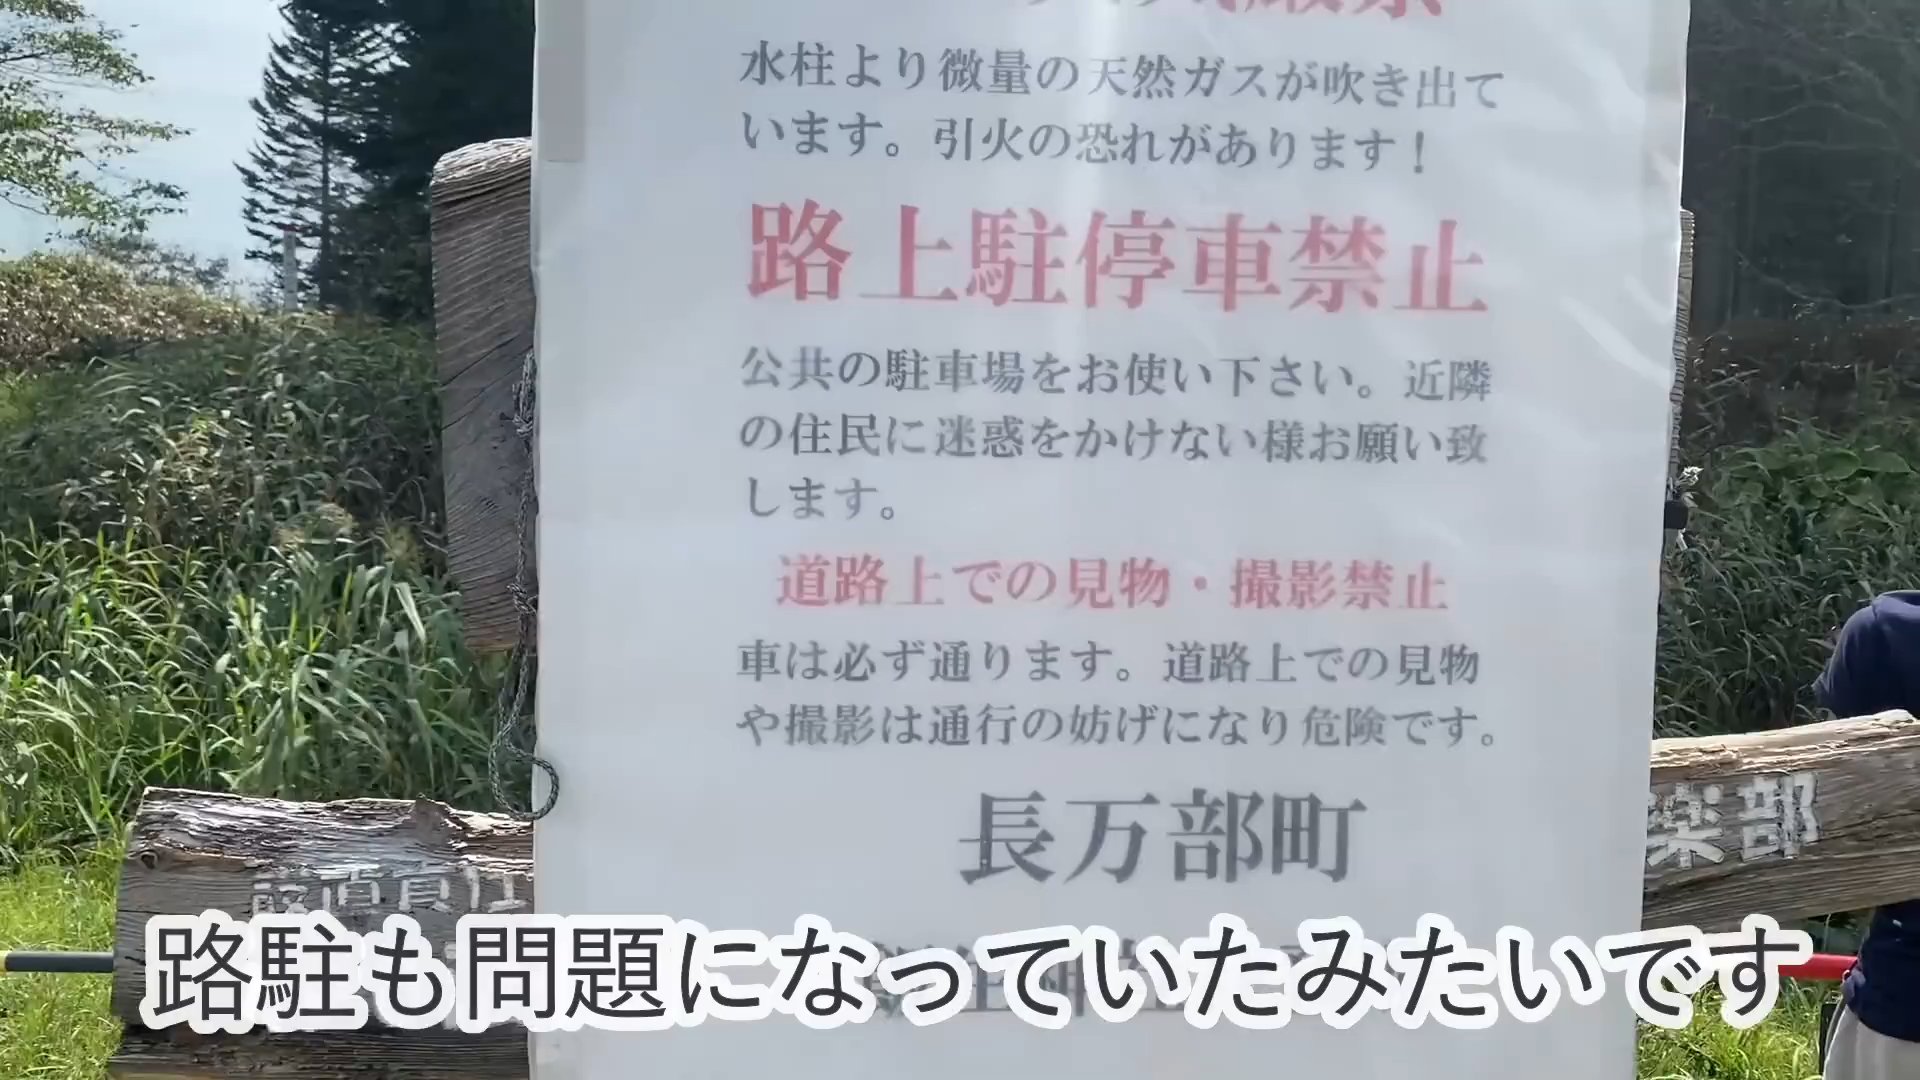 水柱より微量の天然ガスが吹き出て
います。引火の恐れがあります!
路上駐停車禁止
公共の駐車場をお使い下さい。近隣
の住民に迷惑をかけない様お願い致
します。
道路上での見物・撮影禁止
車は必ず通ります。道路上での見物
や撮影は通行の妨げになり危険です。
長万部町
楽部
路駐も問題になっていたみたいです